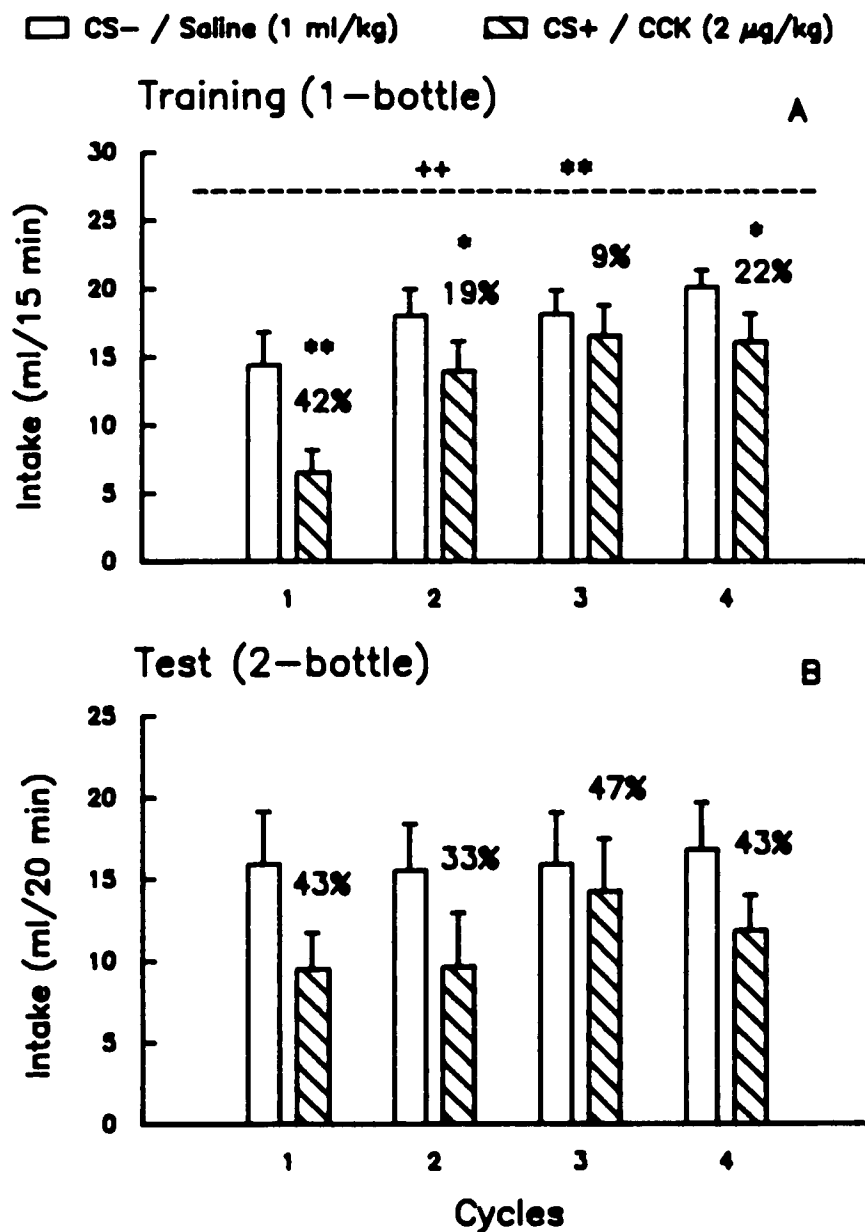 CS− / Saline (1 ml/kg) CS+ / CCK (2 μg/kg)
Training (1−bottle) A
Intake (ml/15 min)
30
25
20
15
10
5
0
++ **
** 42%
* 19%
9%
* 22%
1 2 3 4
Test (2−bottle) B
Intake (ml/20 min)
25
20
15
10
5
0
43% 33% 47% 43%
1 2 3 4
Cycles